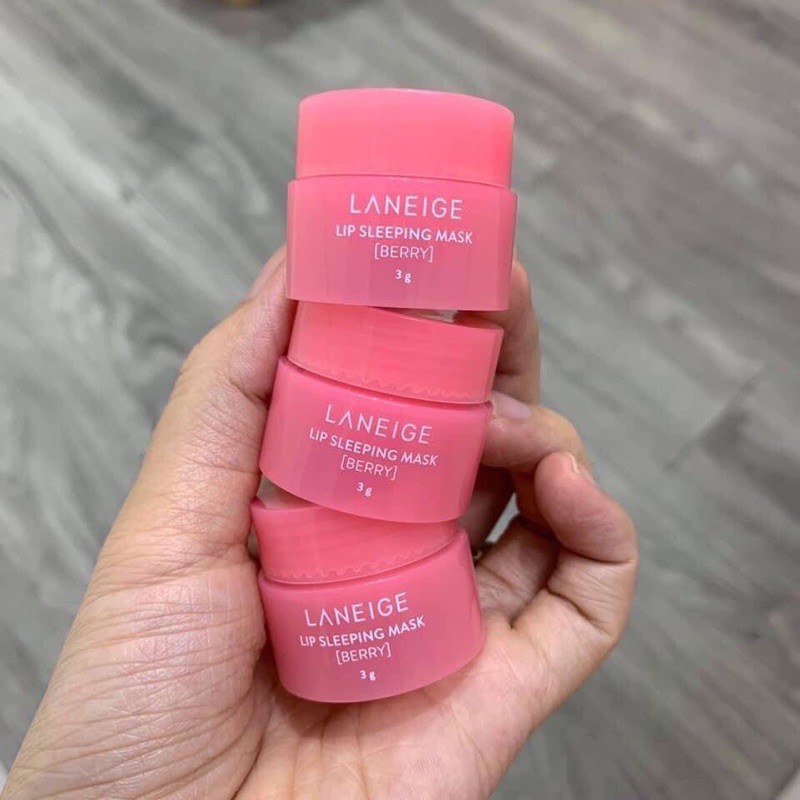 LANEIGE
LIP SLEEPING MASK
[BERRY]
3 g
LANEIGE
LIP SLEEPING MASK
[BERRY]
3 g
LANEIGE
LIP SLEEPING MASK
[BERRY]
3 g